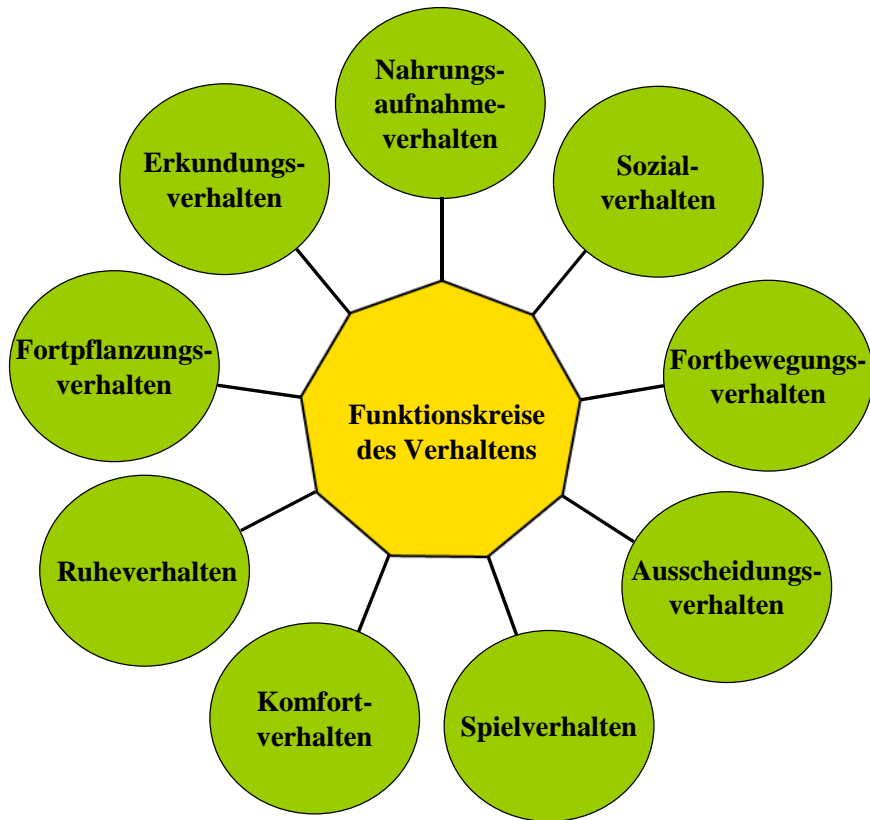 Nahrungs-
aufnahme-
verhalten
Erkundungs-
verhalten
Sozial-
verhalten
Fortpflanzungs-
verhalten
Fortbewegungs-
verhalten
Funktionskreise
des Verhaltens
Ruheverhalten
Ausscheidungs-
verhalten
Komfort-
verhalten
Spielverhalten